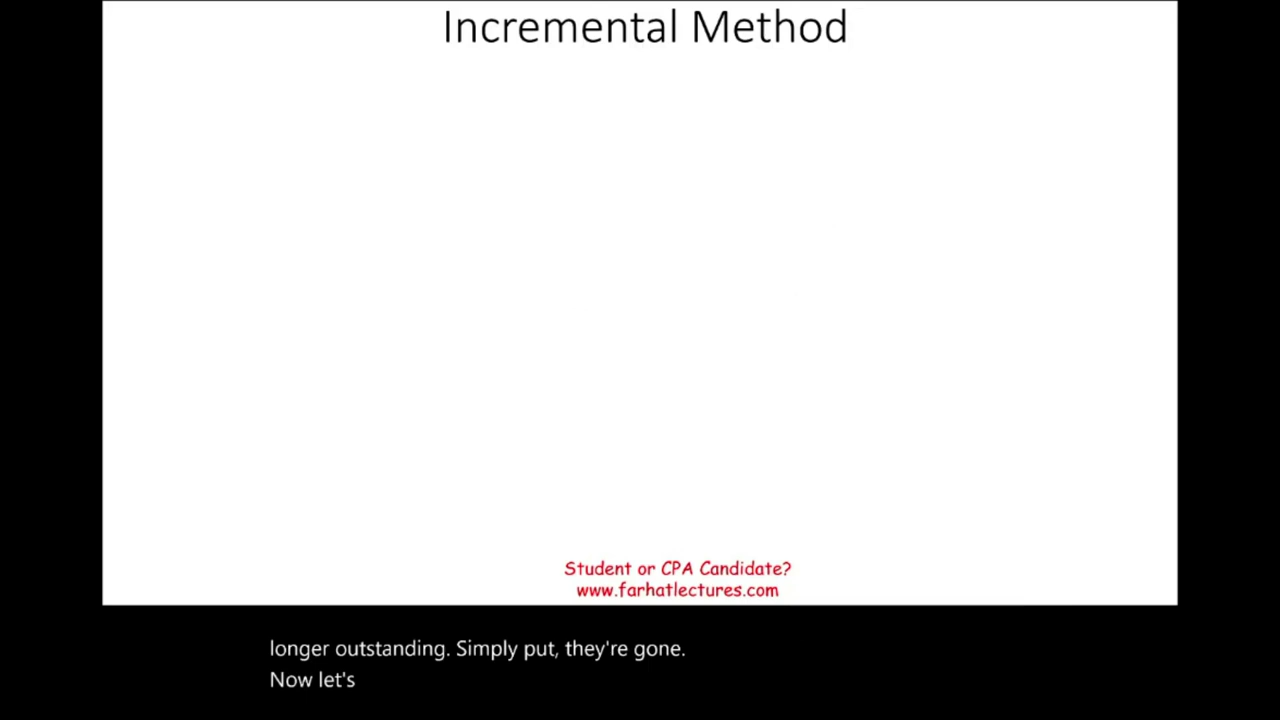 Incremental Method
Student or CPA Candidate?
www.farhatlectures.com
longer outstanding. Simply put, they're gone.
Now let's